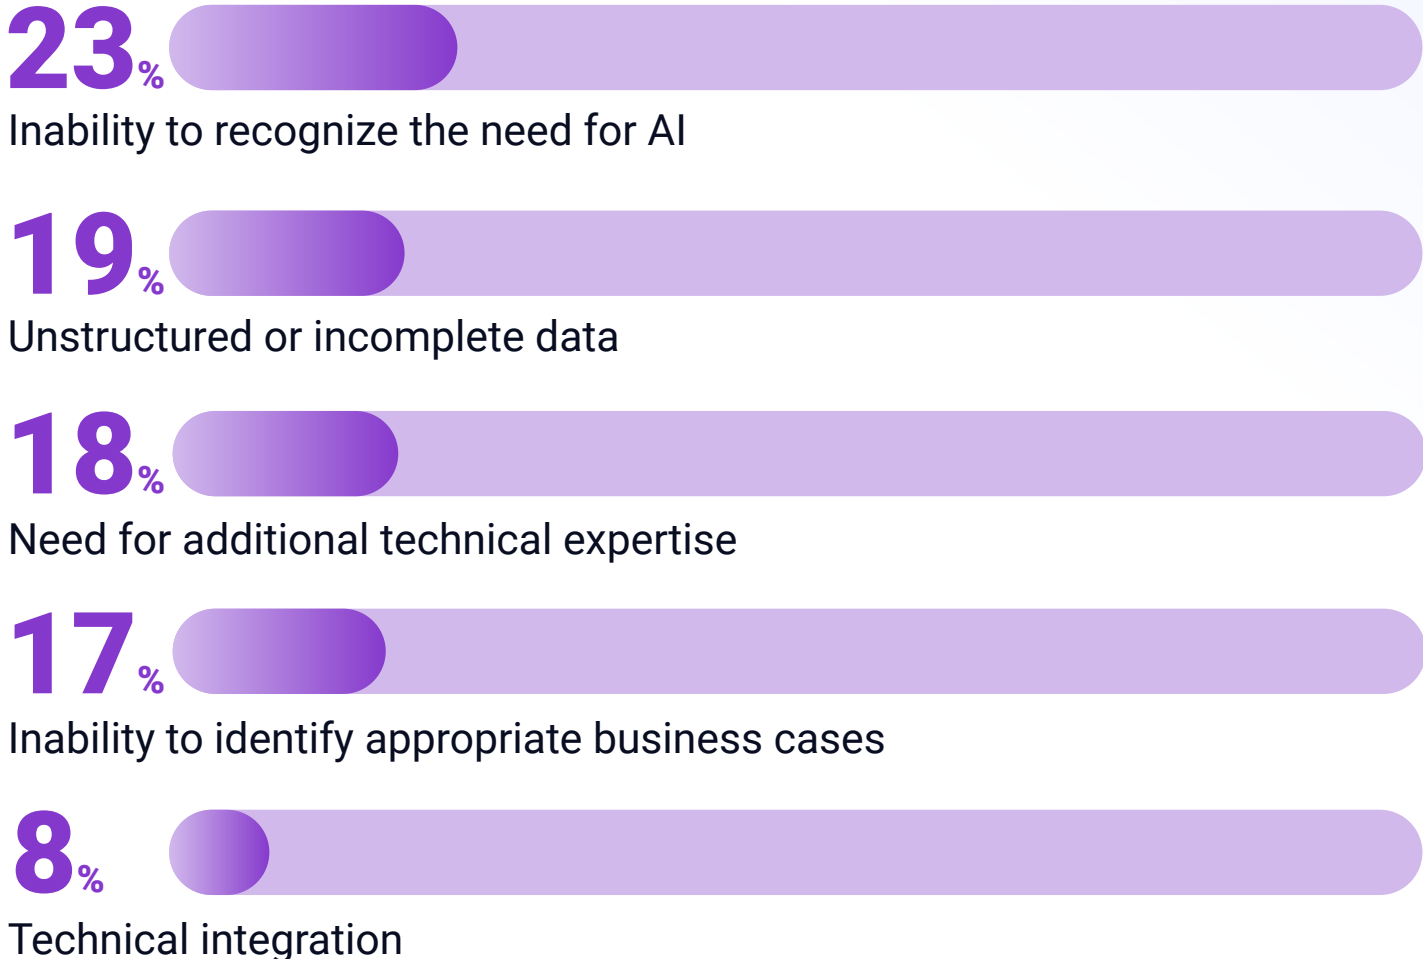 23%
Inability to recognize the need for AI
19%
Unstructured or incomplete data
18%
Need for additional technical expertise
17%
Inability to identify appropriate business cases
8%
Technical integration